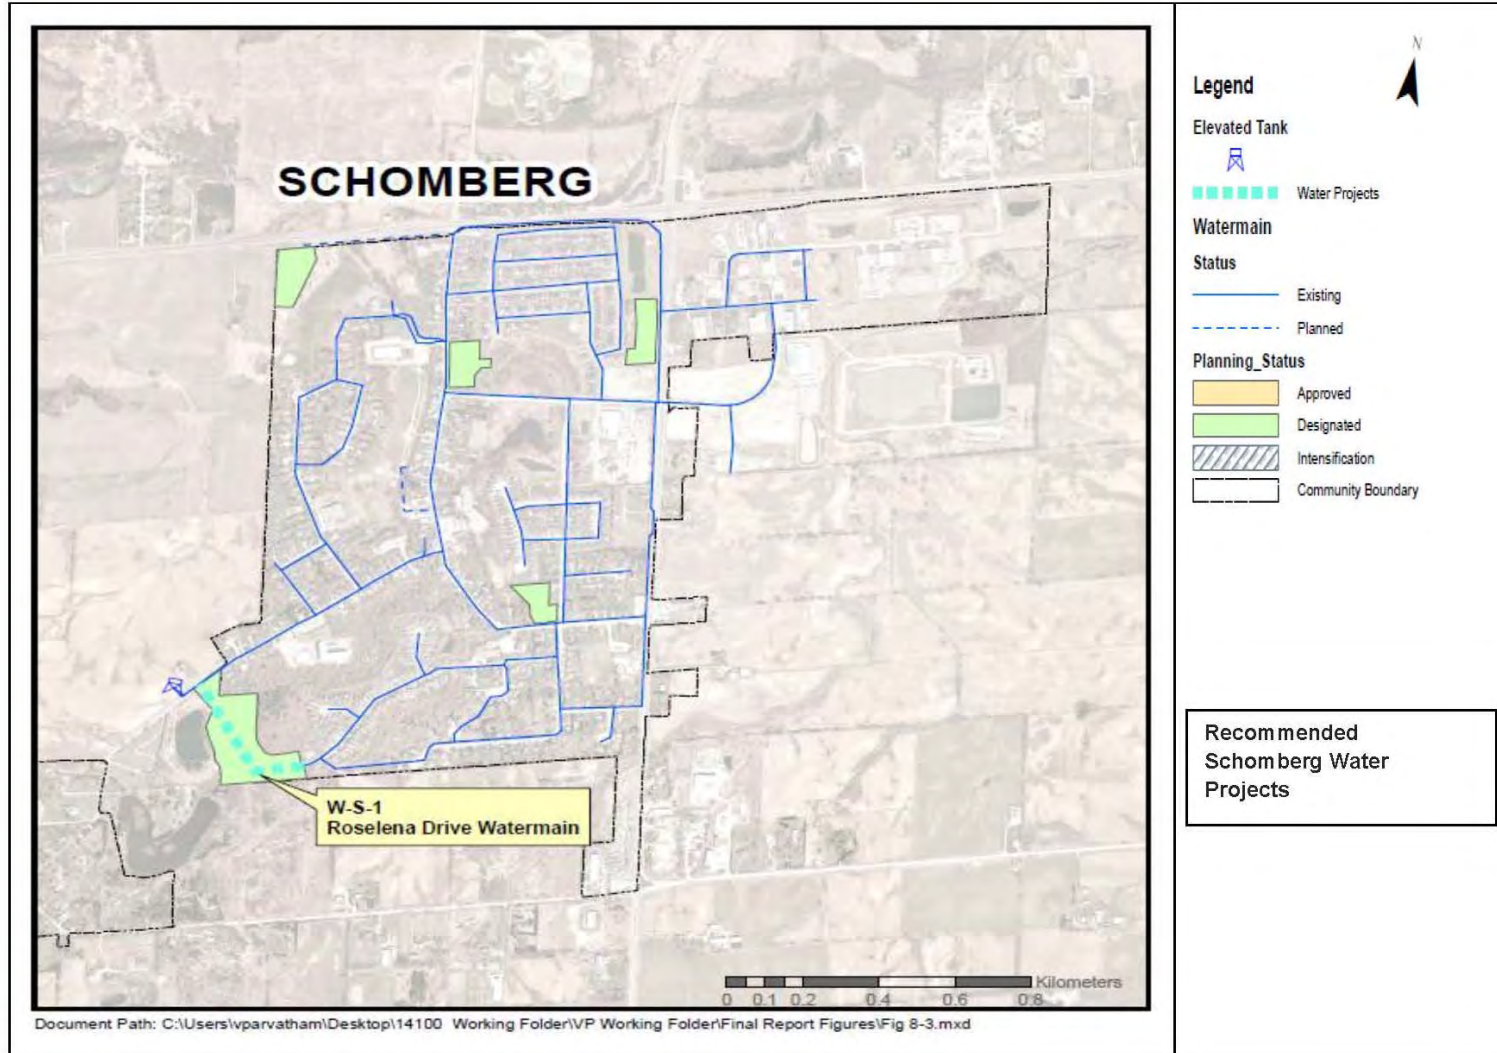 SCHOMBERG
W-S-1
Roselena Drive Watermain
Kilometers
0 0.1 0.2 0.4 0.6 0.8
Document Path: C:\Users\vparvatham\Desktop\14100 Working Folder\VP Working Folder\Final Report Figures\Fig 8-3.mxd
N
Legend
Elevated Tank
Water Projects
Watermain
Status
Existing
Planned
Planning_Status
Approved
Designated
Intensification
Community Boundary
Recommended
Schomberg Water
Projects